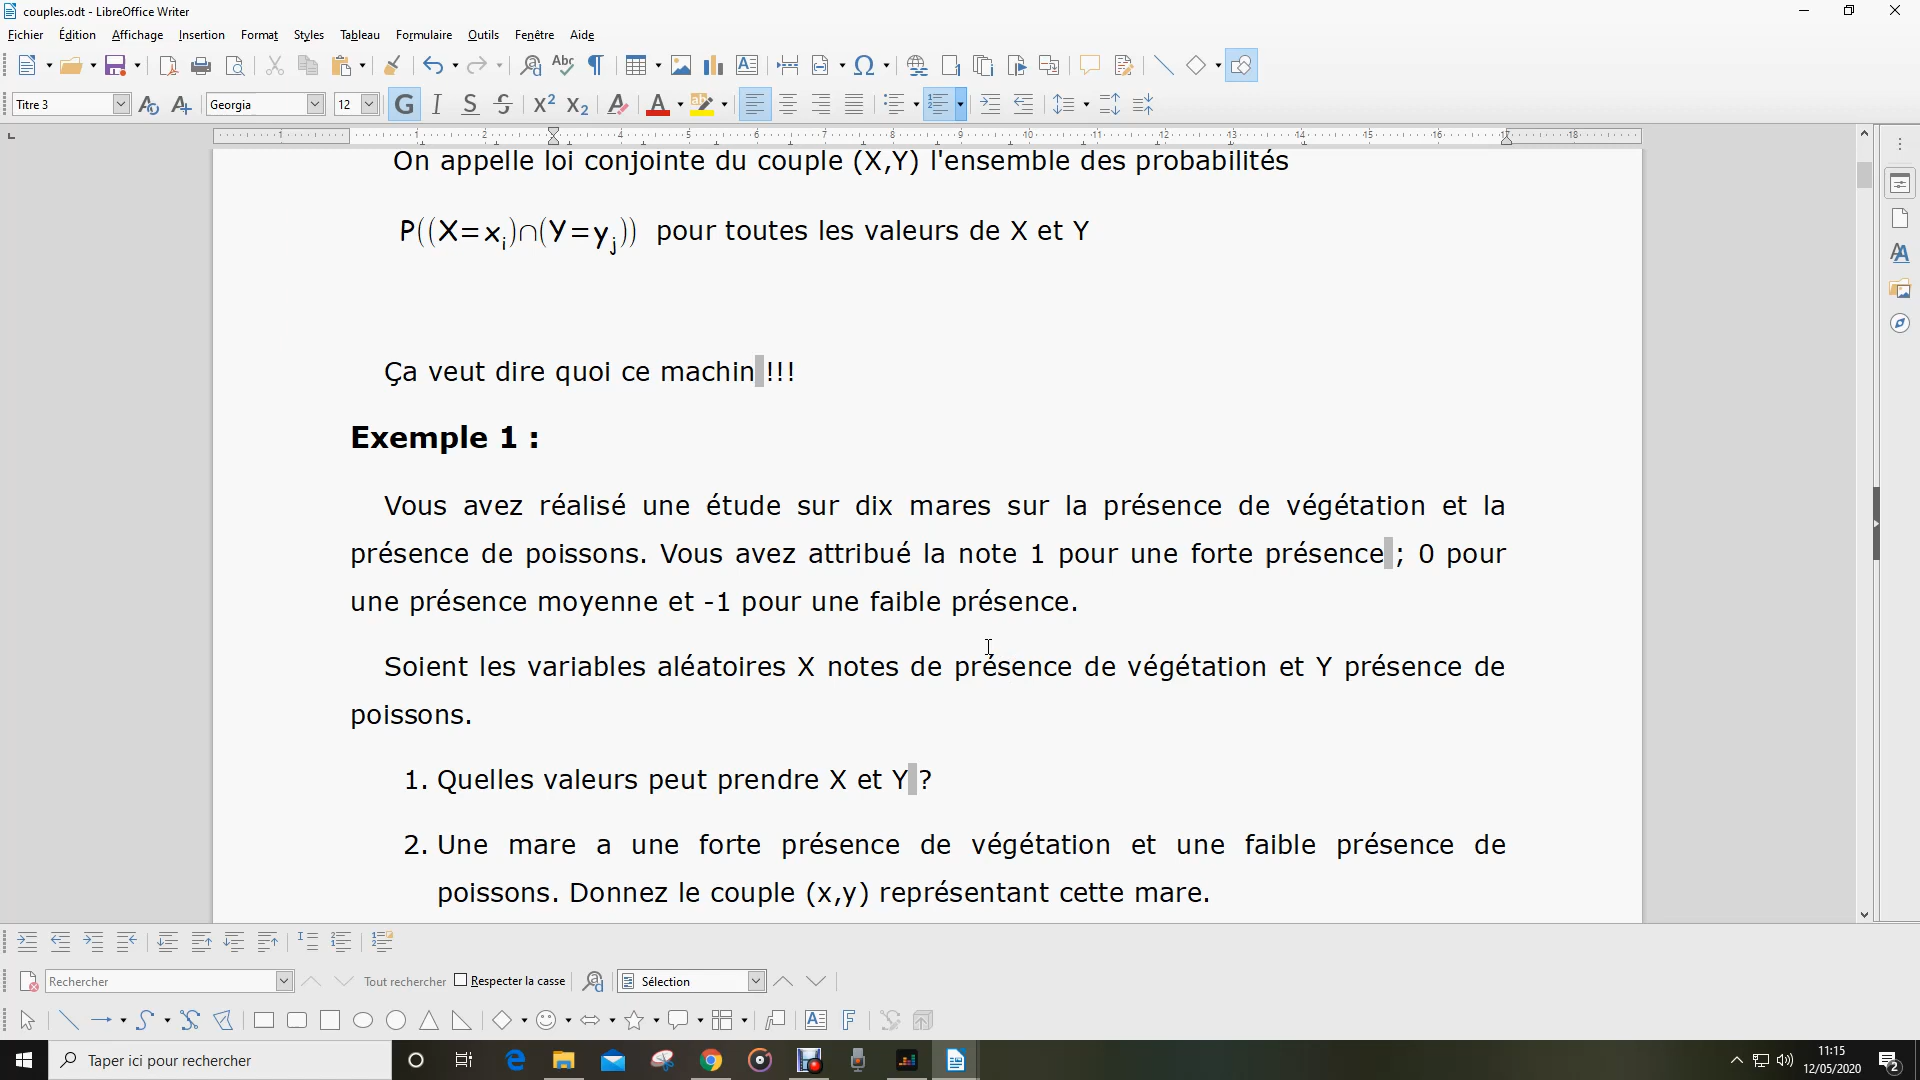 couples.odt - LibreOffice Writer
Fichier Édition Affichage Insertion Format Styles Tableau Formulaire Outils Fenêtre Aide
Titre 3 Georgia 12
On appelle loi conjointe du couple (X,Y) l'ensemble des probabilités
P((X=xi)∩(Y=yj)) pour toutes les valeurs de X et Y
Ça veut dire quoi ce machin !!!
Exemple 1 :
Vous avez réalisé une étude sur dix mares sur la présence de végétation et la
présence de poissons. Vous avez attribué la note 1 pour une forte présence ; 0 pour
une présence moyenne et -1 pour une faible présence.
Soient les variables aléatoires X notes de présence de végétation et Y présence de
poissons.
1. Quelles valeurs peut prendre X et Y ?
2. Une mare a une forte présence de végétation et une faible présence de
poissons. Donnez le couple (x,y) représentant cette mare.
Rechercher Tout rechercher Respecter la casse Sélection
Taper ici pour rechercher
11:15
12/05/2020
2